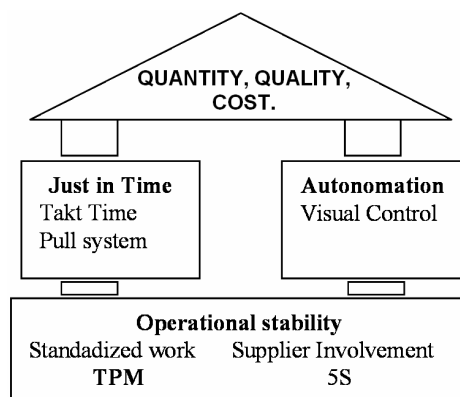 QUANTITY, QUALITY,
COST.
Just in Time
Takt Time
Pull system
Autonomation
Visual Control
Operational stability
Standadized work Supplier Involvement
TPM 5S